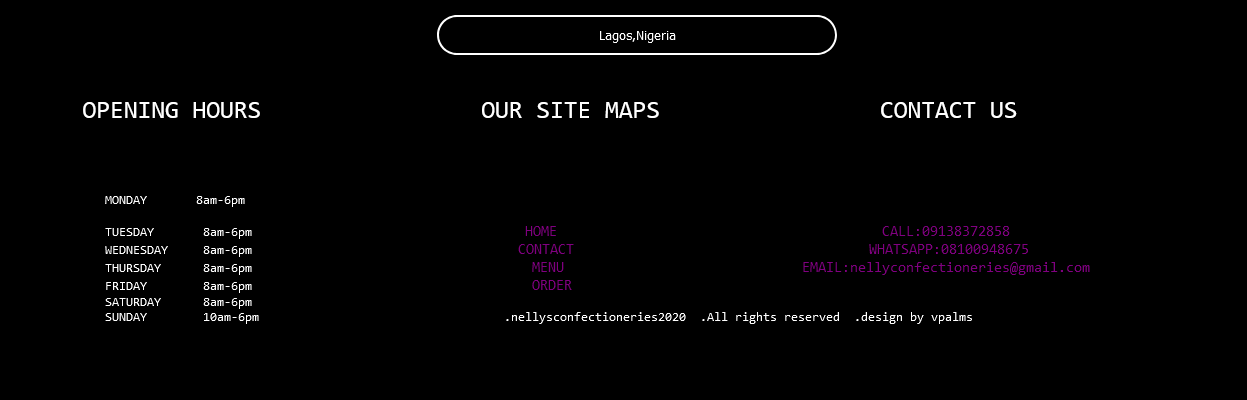 Lagos,Nigeria
OPENING HOURS
MONDAY 8am-6pm
TUESDAY 8am-6pm
WEDNESDAY 8am-6pm
THURSDAY 8am-6pm
FRIDAY 8am-6pm
SATURDAY 8am-6pm
SUNDAY 10am-6pm
OUR SITE MAPS
HOME
CONTACT
MENU
ORDER
CONTACT US
CALL:09138372858
WHATSAPP:08100948675
EMAIL:nellyconfectioneries@gmail.com
.nellysconfectioneries2020 .All rights reserved .design by vpalms